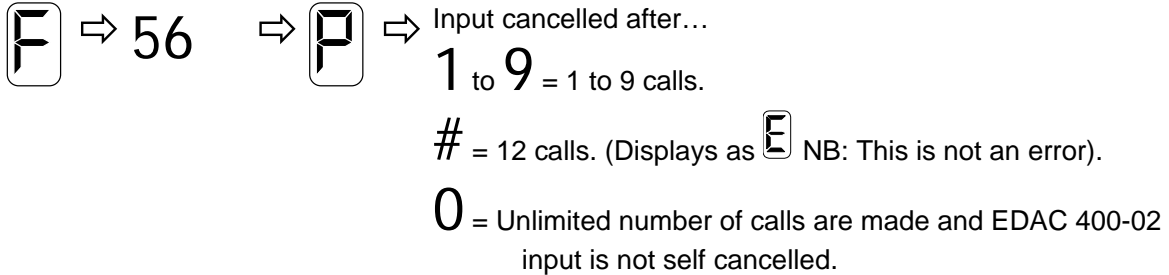 F ⇨ 56 ⇨ P ⇨ Input cancelled after…
1 to 9 = 1 to 9 calls.
# = 12 calls. (Displays as E NB: This is not an error).
0 = Unlimited number of calls are made and EDAC 400-02
input is not self cancelled.